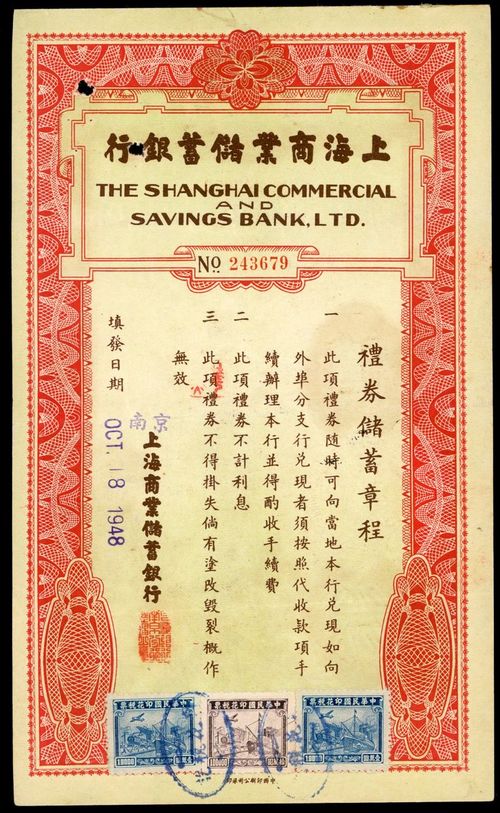 上海商業儲蓄銀行
THE SHANGHAI COMMERCIAL
AND
SAVINGS BANK, LTD.
No. 243679
禮券儲蓄章程
一 此項禮券隨時可向當地本行兌現如向
外埠分支行兌現者須按照代收款項手
續辦理本行並得酌收手續費
二 此項禮券不計利息
三 此項禮券不得掛失倘有塗改毀裂概作
無效
南京
上海商業儲蓄銀行
填發日期
OCT. 18 1948
中華民國印花稅票
中華民國印花稅票
中華民國印花稅票